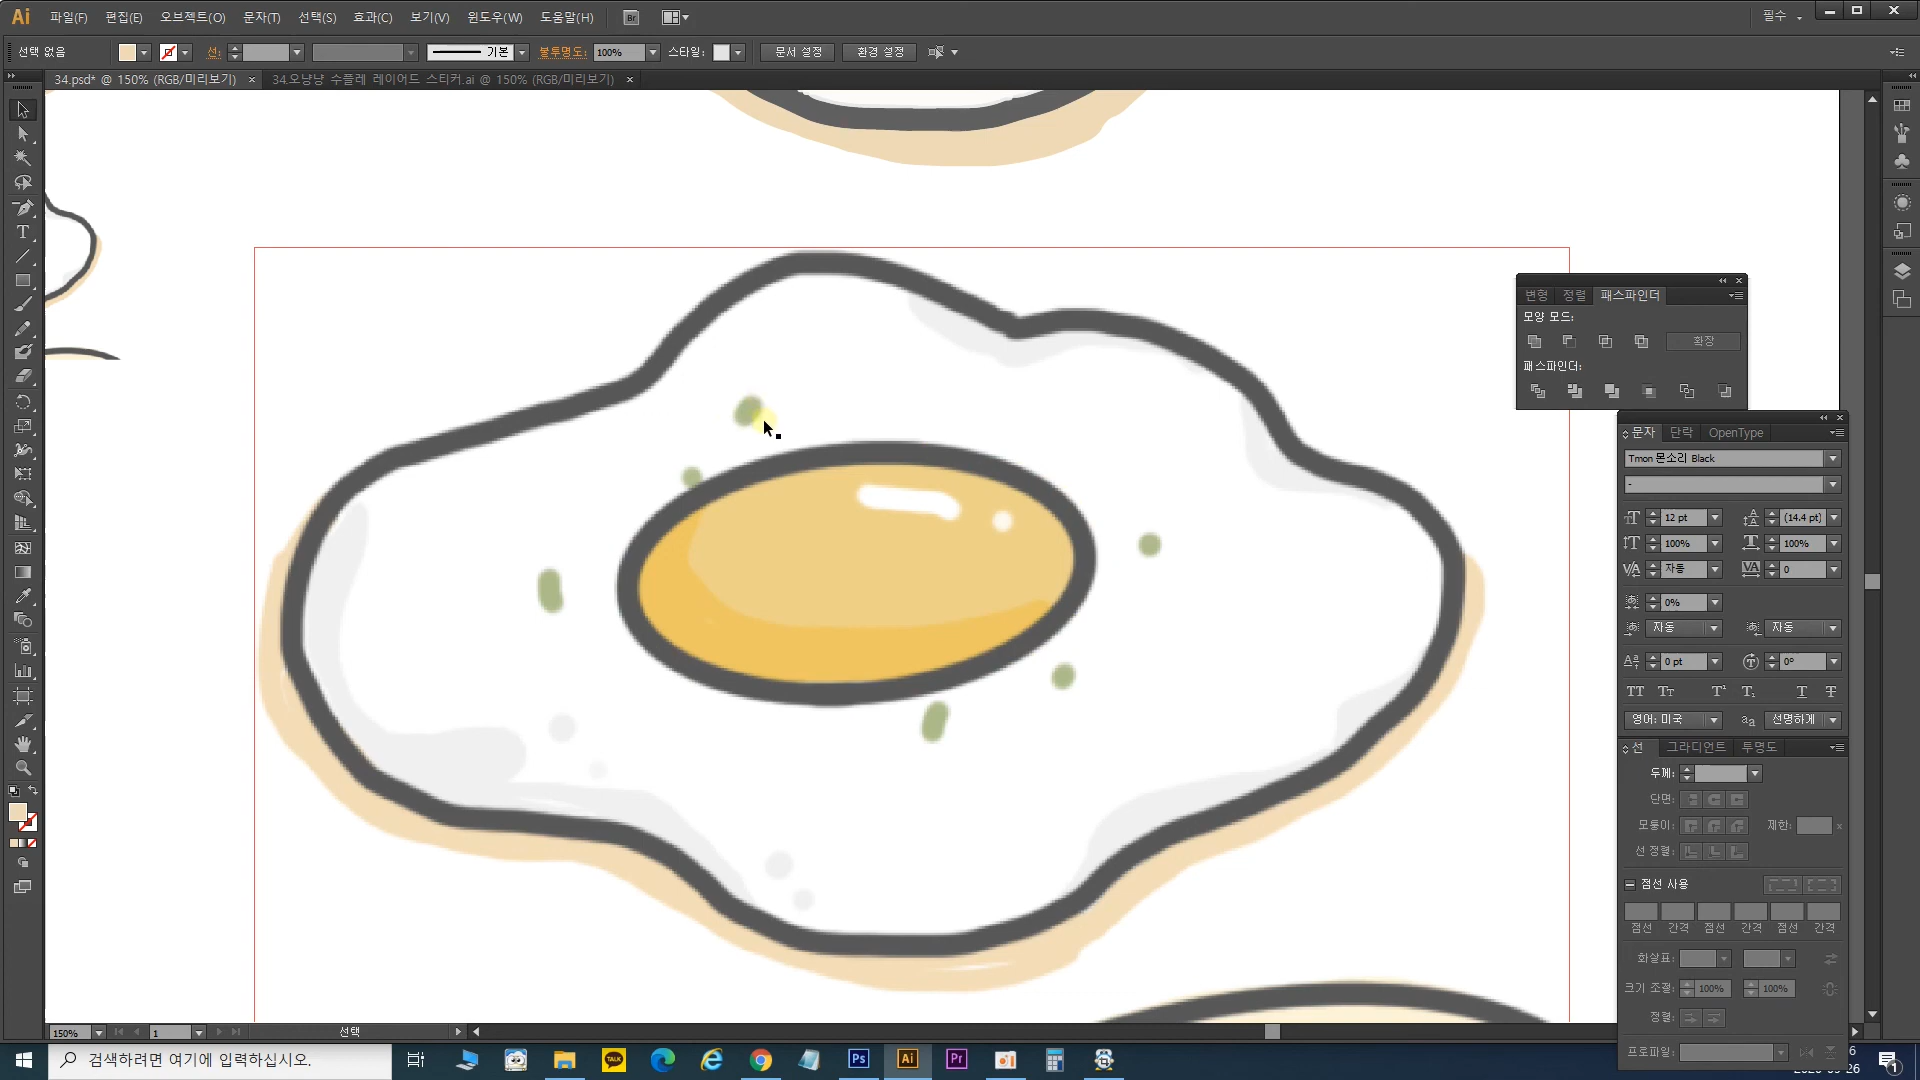 Ai 파일(F) 편집(E) 오브젝트(O) 문자(T) 선택(S) 효과(C) 보기(V) 윈도우(W) 도움말(H) Br 필수
선택 없음 선: 기본 불투명도: 100% 스타일: 문서 설정 환경 설정
34.psd* @ 150% (RGB/미리보기) × 34.오냥냥 수플레 레이어드 스티커.ai @ 150% (RGB/미리보기) ×
변형 정렬 패스파인더
모양 모드:
확장
패스파인더:
문자 단락 OpenType
Tmon 몬소리 Black
-
12 pt (14.4 pt)
100% 100%
자동 0
0%
자동 자동
0 pt 0°
영어: 미국 선명하게
선 그라디언트 투명도
두께:
단면:
모퉁이: 제한: x
선 정렬:
점선 사용
점선 간격 점선 간격 점선 간격
화살표:
크기 조절: 100% 100%
정렬:
프로파일:
150% 1 선택
검색하려면 여기에 입력하십시오.
TALK Ps Ai Pr
1